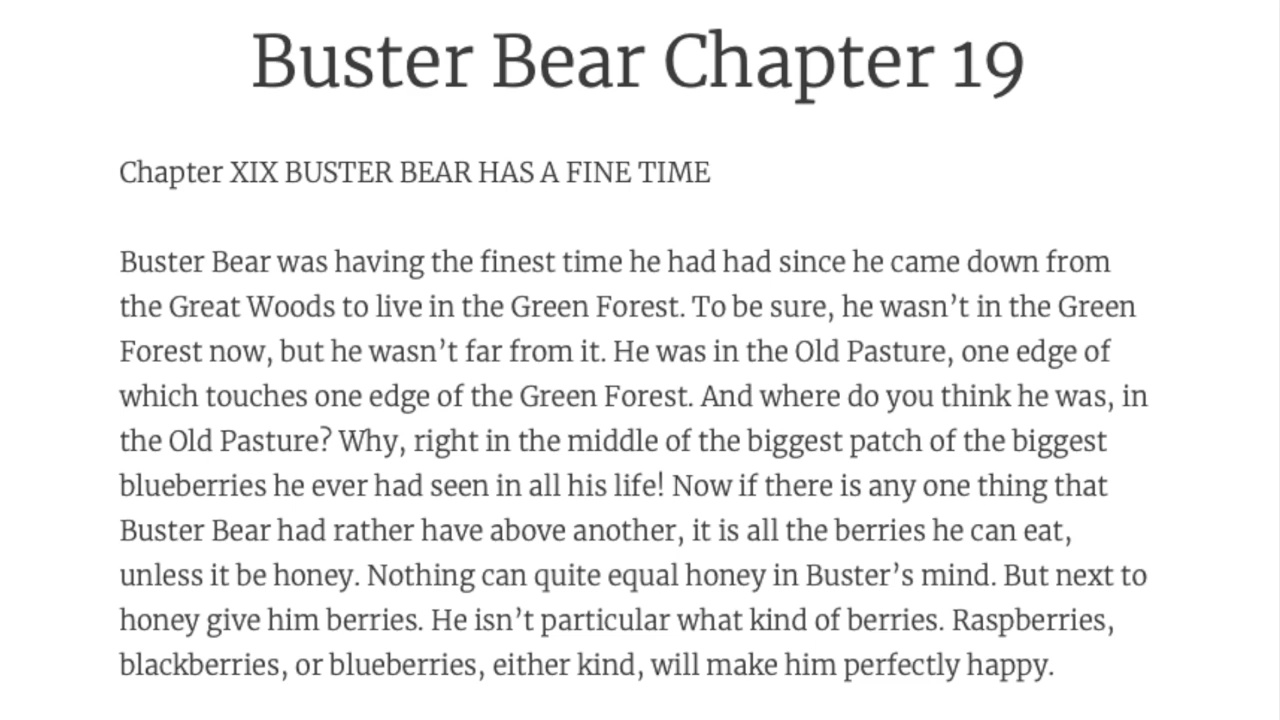 Buster Bear Chapter 19
Chapter XIX BUSTER BEAR HAS A FINE TIME
Buster Bear was having the finest time he had had since he came down from
the Great Woods to live in the Green Forest. To be sure, he wasn’t in the Green
Forest now, but he wasn’t far from it. He was in the Old Pasture, one edge of
which touches one edge of the Green Forest. And where do you think he was, in
the Old Pasture? Why, right in the middle of the biggest patch of the biggest
blueberries he ever had seen in all his life! Now if there is any one thing that
Buster Bear had rather have above another, it is all the berries he can eat,
unless it be honey. Nothing can quite equal honey in Buster’s mind. But next to
honey give him berries. He isn’t particular what kind of berries. Raspberries,
blackberries, or blueberries, either kind, will make him perfectly happy.